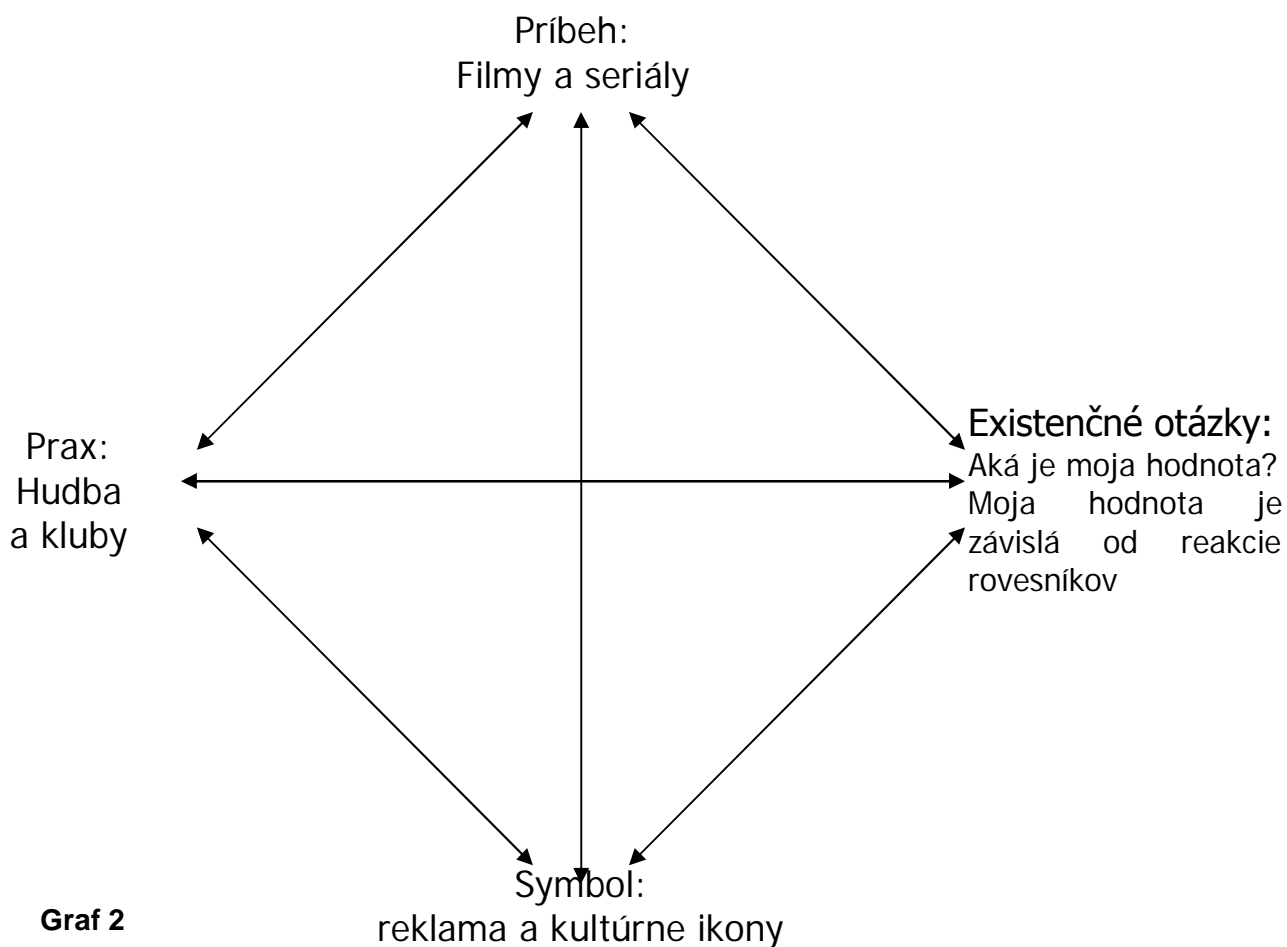 Príbeh:
Filmy a seriály
Prax:
Hudba
a kluby
Existenčné otázky:
Aká je moja hodnota?
Moja hodnota je
závislá od reakcie
rovesníkov
Symbol:
reklama a kultúrne ikony
Graf 2